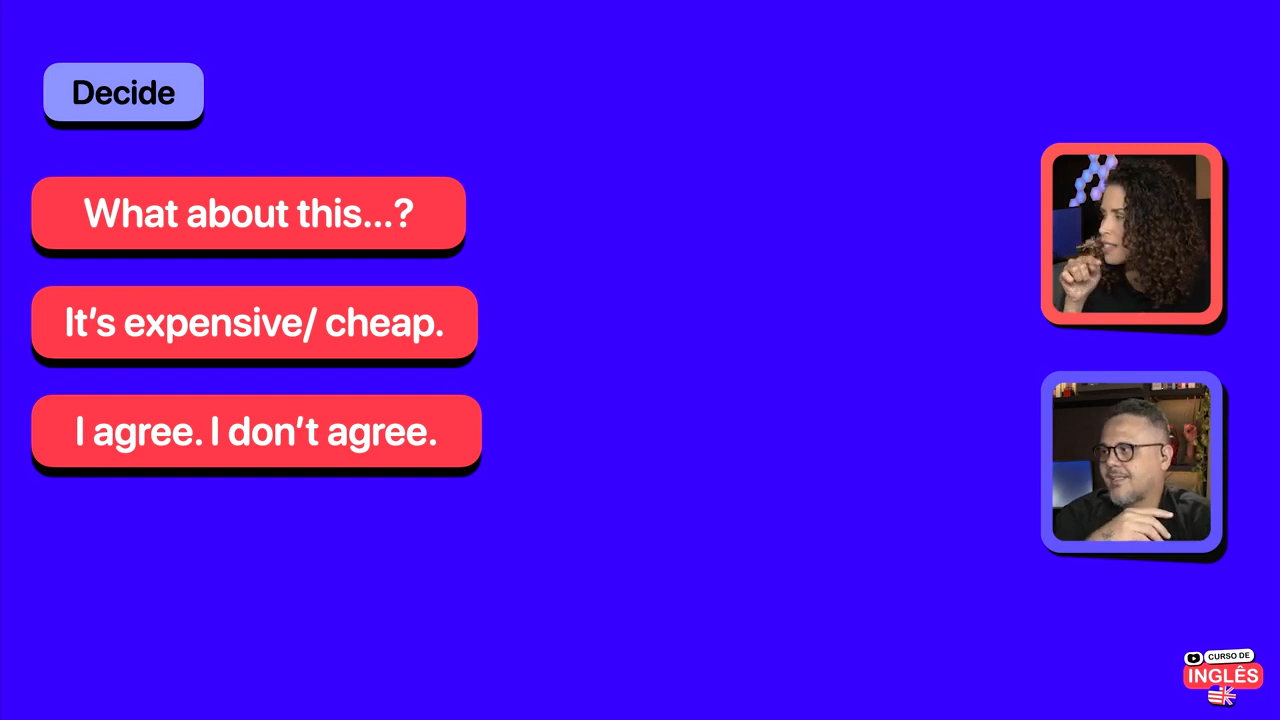 Decide
What about this...?
It's expensive/ cheap.
I agree. I don't agree.
CURSO DE
INGLÊS